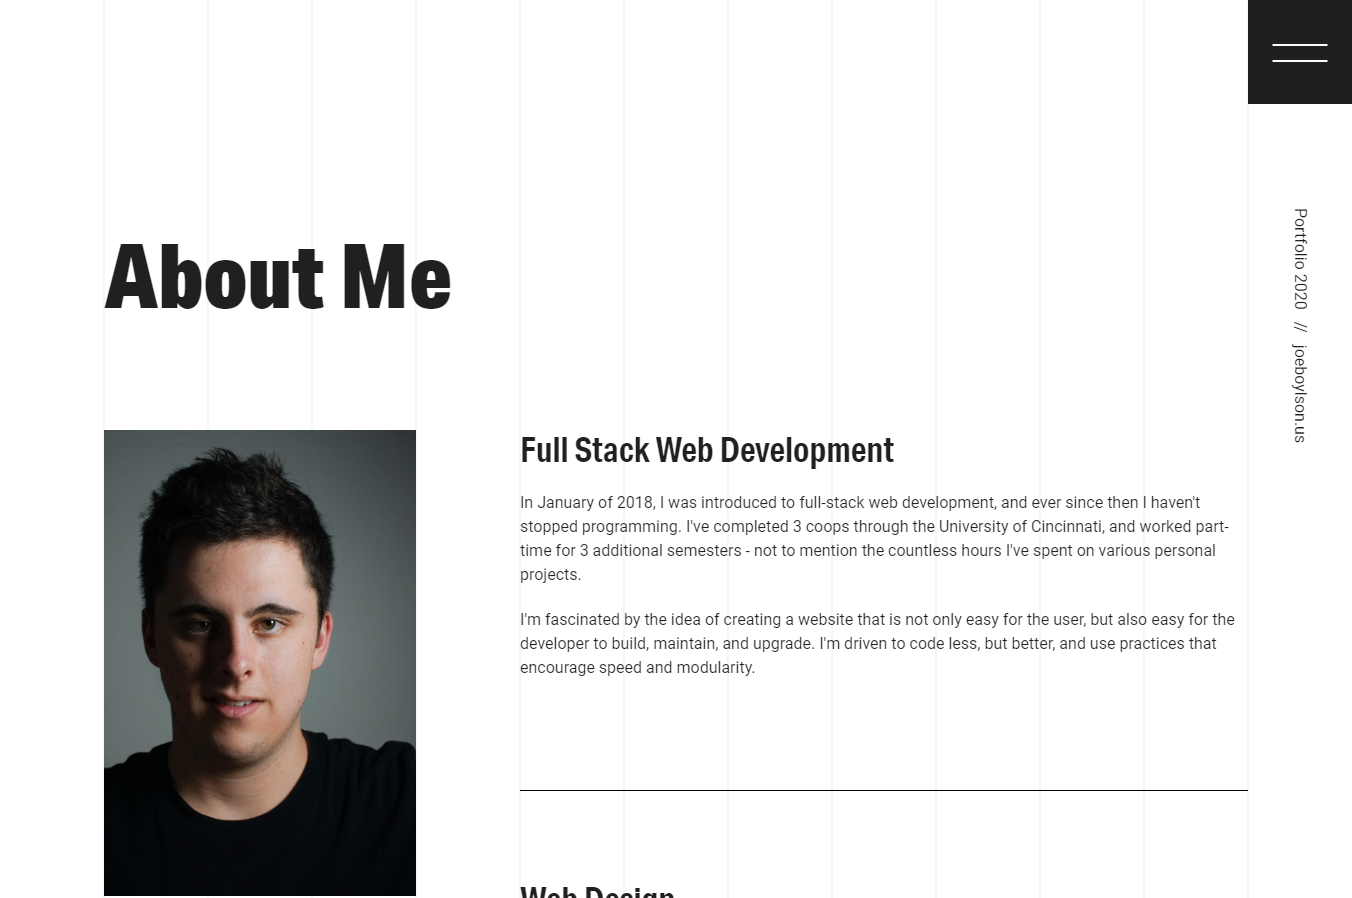 About Me
Portfolio 2020 // joeboylson.us
Full Stack Web Development
In January of 2018, I was introduced to full-stack web development, and ever since then I haven't
stopped programming. I've completed 3 coops through the University of Cincinnati, and worked part-
time for 3 additional semesters - not to mention the countless hours I've spent on various personal
projects.
I'm fascinated by the idea of creating a website that is not only easy for the user, but also easy for the
developer to build, maintain, and upgrade. I'm driven to code less, but better, and use practices that
encourage speed and modularity.
Web Design